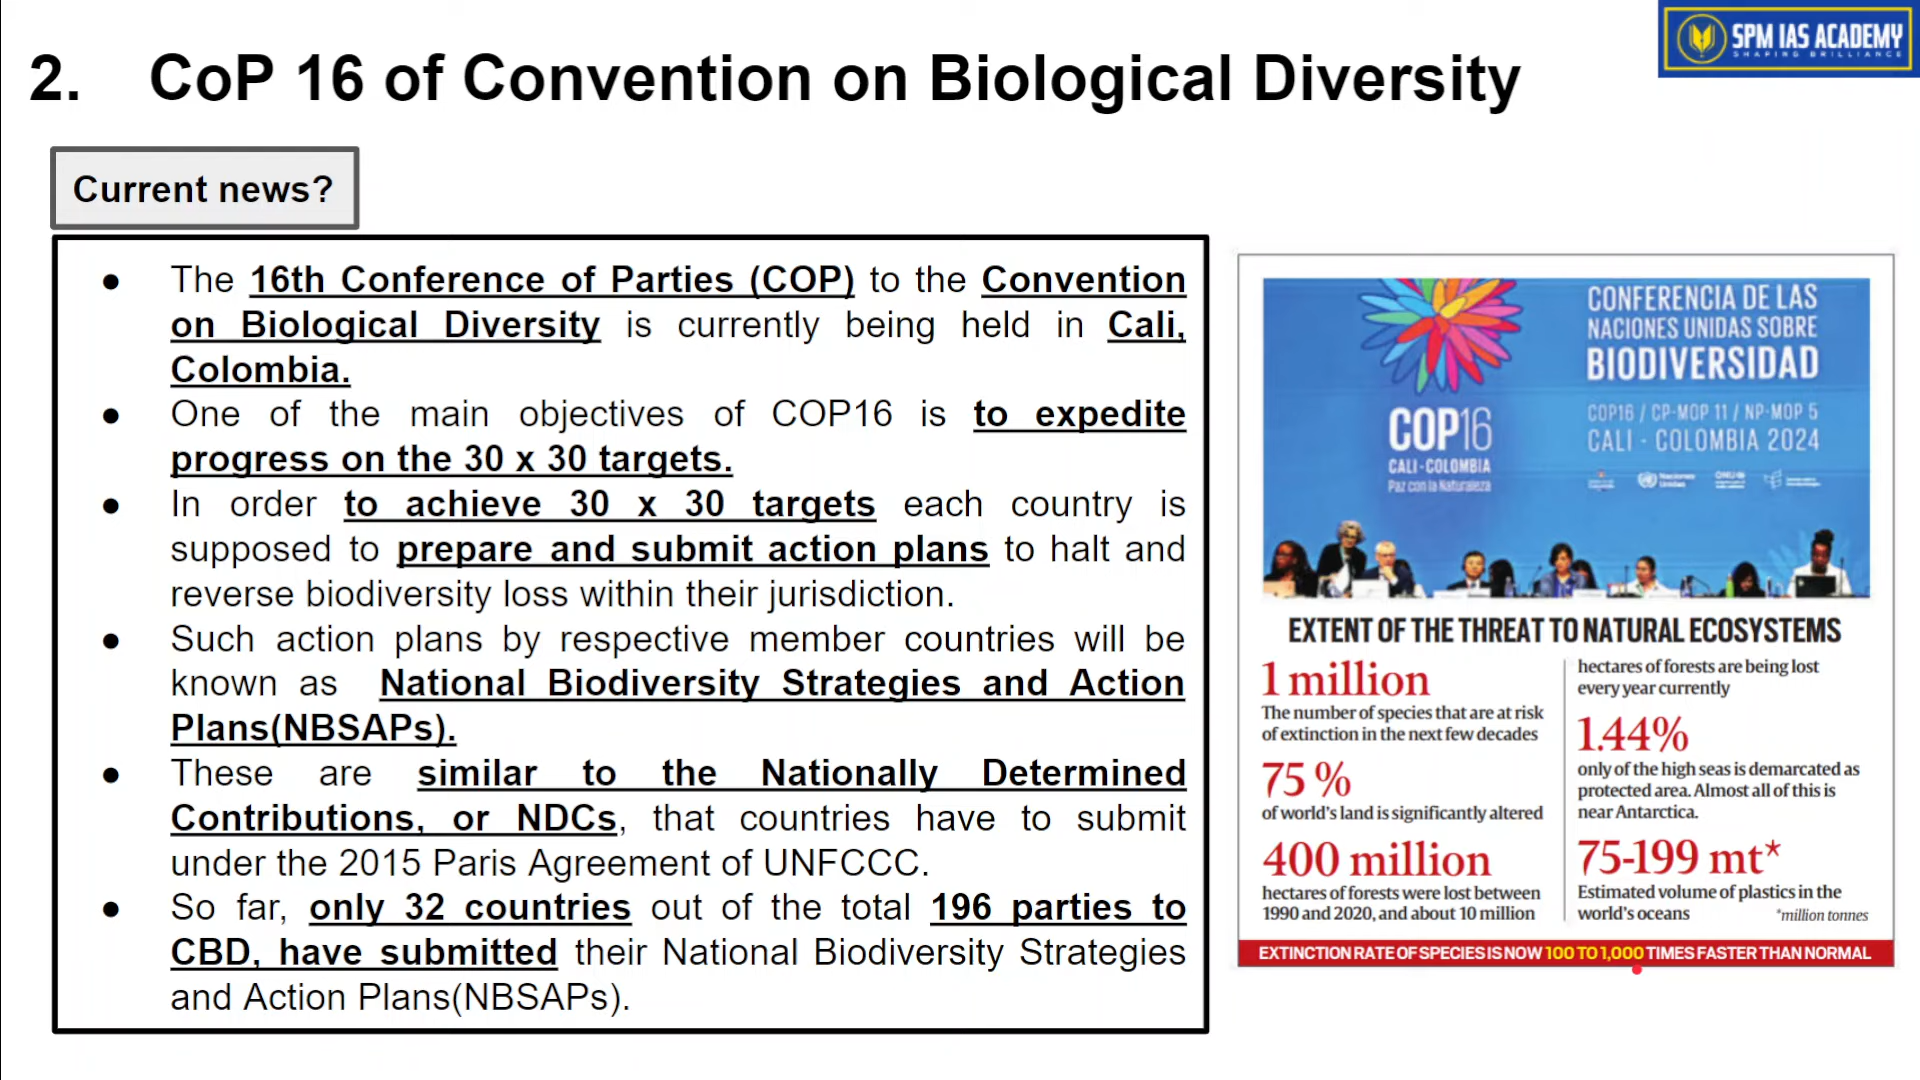 SPM IAS ACADEMY
SHAPING BRILLIANCE
2. CoP 16 of Convention on Biological Diversity
Current news?
● The 16th Conference of Parties (COP) to the Convention
on Biological Diversity is currently being held in Cali,
Colombia.
● One of the main objectives of COP16 is to expedite
progress on the 30 x 30 targets.
● In order to achieve 30 x 30 targets each country is
supposed to prepare and submit action plans to halt and
reverse biodiversity loss within their jurisdiction.
● Such action plans by respective member countries will be
known as National Biodiversity Strategies and Action
Plans(NBSAPs).
● These are similar to the Nationally Determined
Contributions, or NDCs, that countries have to submit
under the 2015 Paris Agreement of UNFCCC.
● So far, only 32 countries out of the total 196 parties to
CBD, have submitted their National Biodiversity Strategies
and Action Plans(NBSAPs).
CONFERENCIA DE LAS
NACIONES UNIDAS SOBRE
BIODIVERSIDAD
COP16 / CP-MOP 11 / NP-MOP 5
CALI - COLOMBIA 2024
COP16
CALI-COLOMBIA
Paz con la Naturaleza
Naciones
Unidas
EXTENT OF THE THREAT TO NATURAL ECOSYSTEMS
1 million
The number of species that are at risk
of extinction in the next few decades
75 %
of world's land is significantly altered
400 million
hectares of forests were lost between
1990 and 2020, and about 10 million
hectares of forests are being lost
every year currently
1.44%
only of the high seas is demarcated as
protected area. Almost all of this is
near Antarctica.
75-199 mt*
Estimated volume of plastics in the
world's oceans *million tonnes
EXTINCTION RATE OF SPECIES IS NOW 100 TO 1,000 TIMES FASTER THAN NORMAL